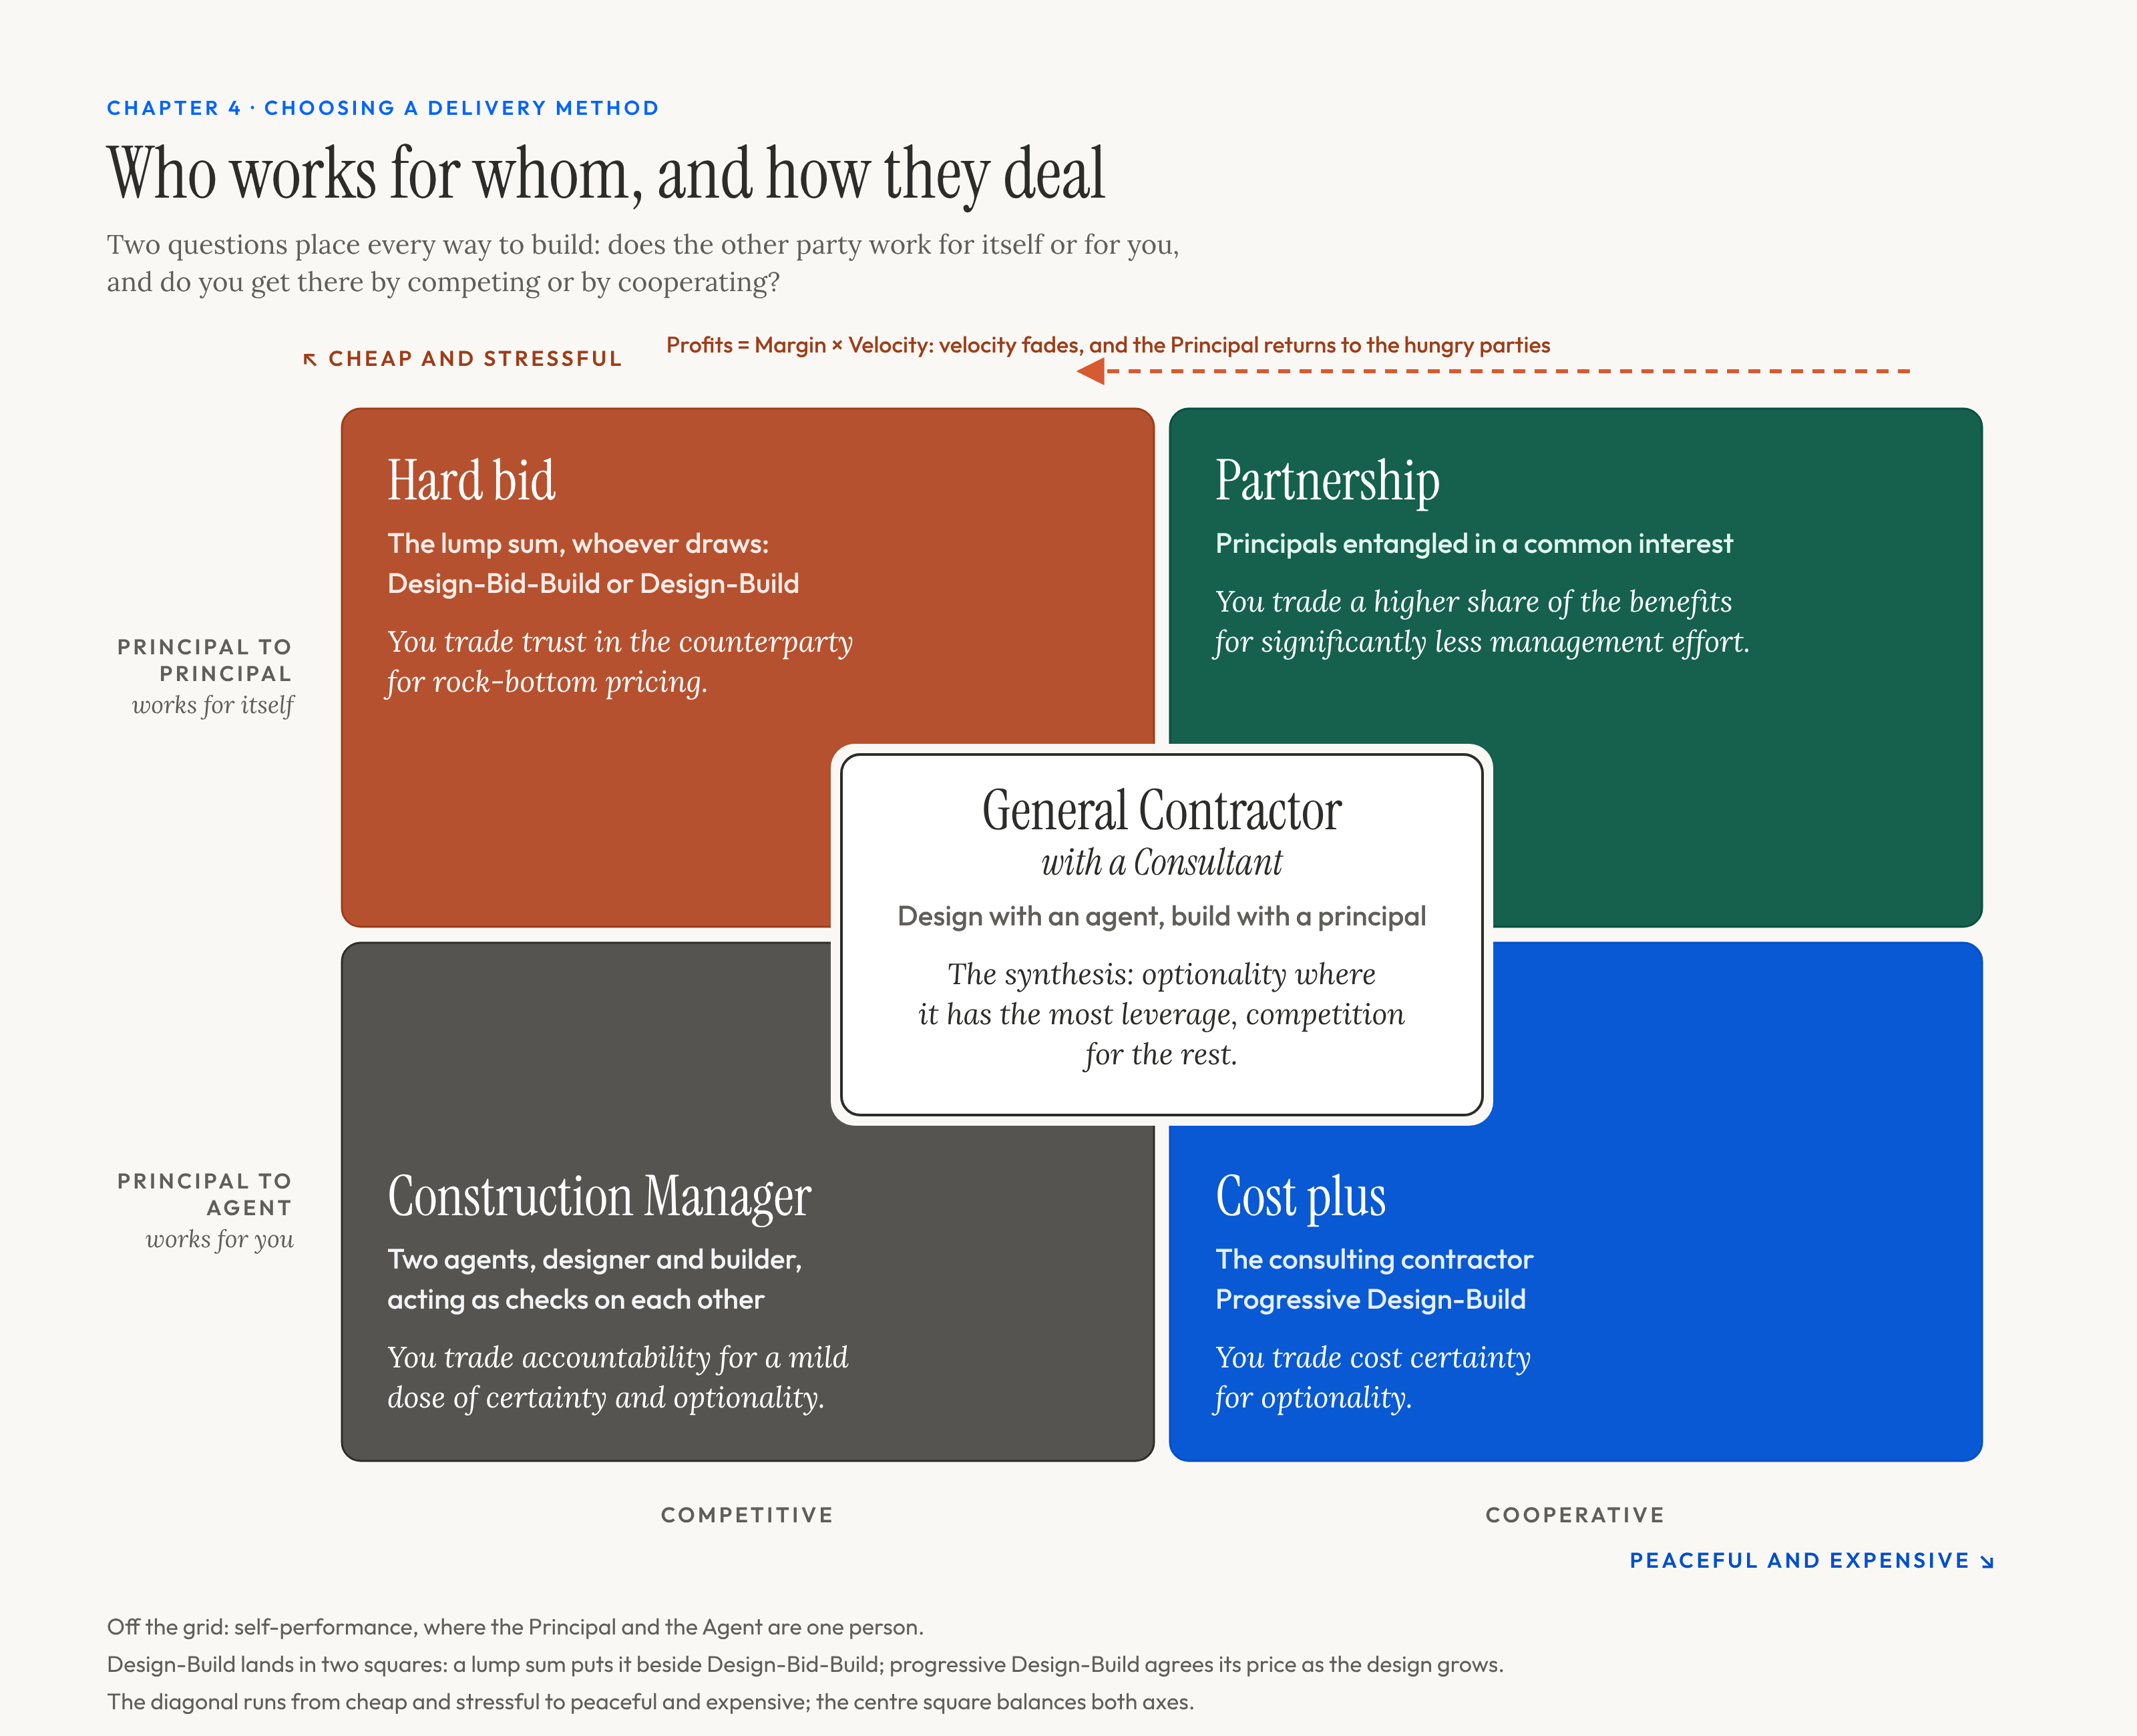 CHAPTER 4 · CHOOSING A DELIVERY METHOD
Who works for whom, and how they deal
Two questions place every way to build: does the other party work for itself or for you,
and do you get there by competing or by cooperating?
↖ CHEAP AND STRESSFUL
Profits = Margin × Velocity: velocity fades, and the Principal returns to the hungry parties
PRINCIPAL TO
PRINCIPAL
works for itself
Hard bid
The lump sum, whoever draws:
Design-Bid-Build or Design-Build
You trade trust in the counterparty
for rock-bottom pricing.
Partnership
Principals entangled in a common interest
You trade a higher share of the benefits
for significantly less management effort.
General Contractor
with a Consultant
Design with an agent, build with a principal
The synthesis: optionality where
it has the most leverage, competition
for the rest.
PRINCIPAL TO
AGENT
works for you
Construction Manager
Two agents, designer and builder,
acting as checks on each other
You trade accountability for a mild
dose of certainty and optionality.
Cost plus
The consulting contractor
Progressive Design-Build
You trade cost certainty
for optionality.
COMPETITIVE
COOPERATIVE
PEACEFUL AND EXPENSIVE ↘
Off the grid: self-performance, where the Principal and the Agent are one person.
Design-Build lands in two squares: a lump sum puts it beside Design-Bid-Build; progressive Design-Build agrees its price as the design grows.
The diagonal runs from cheap and stressful to peaceful and expensive; the centre square balances both axes.